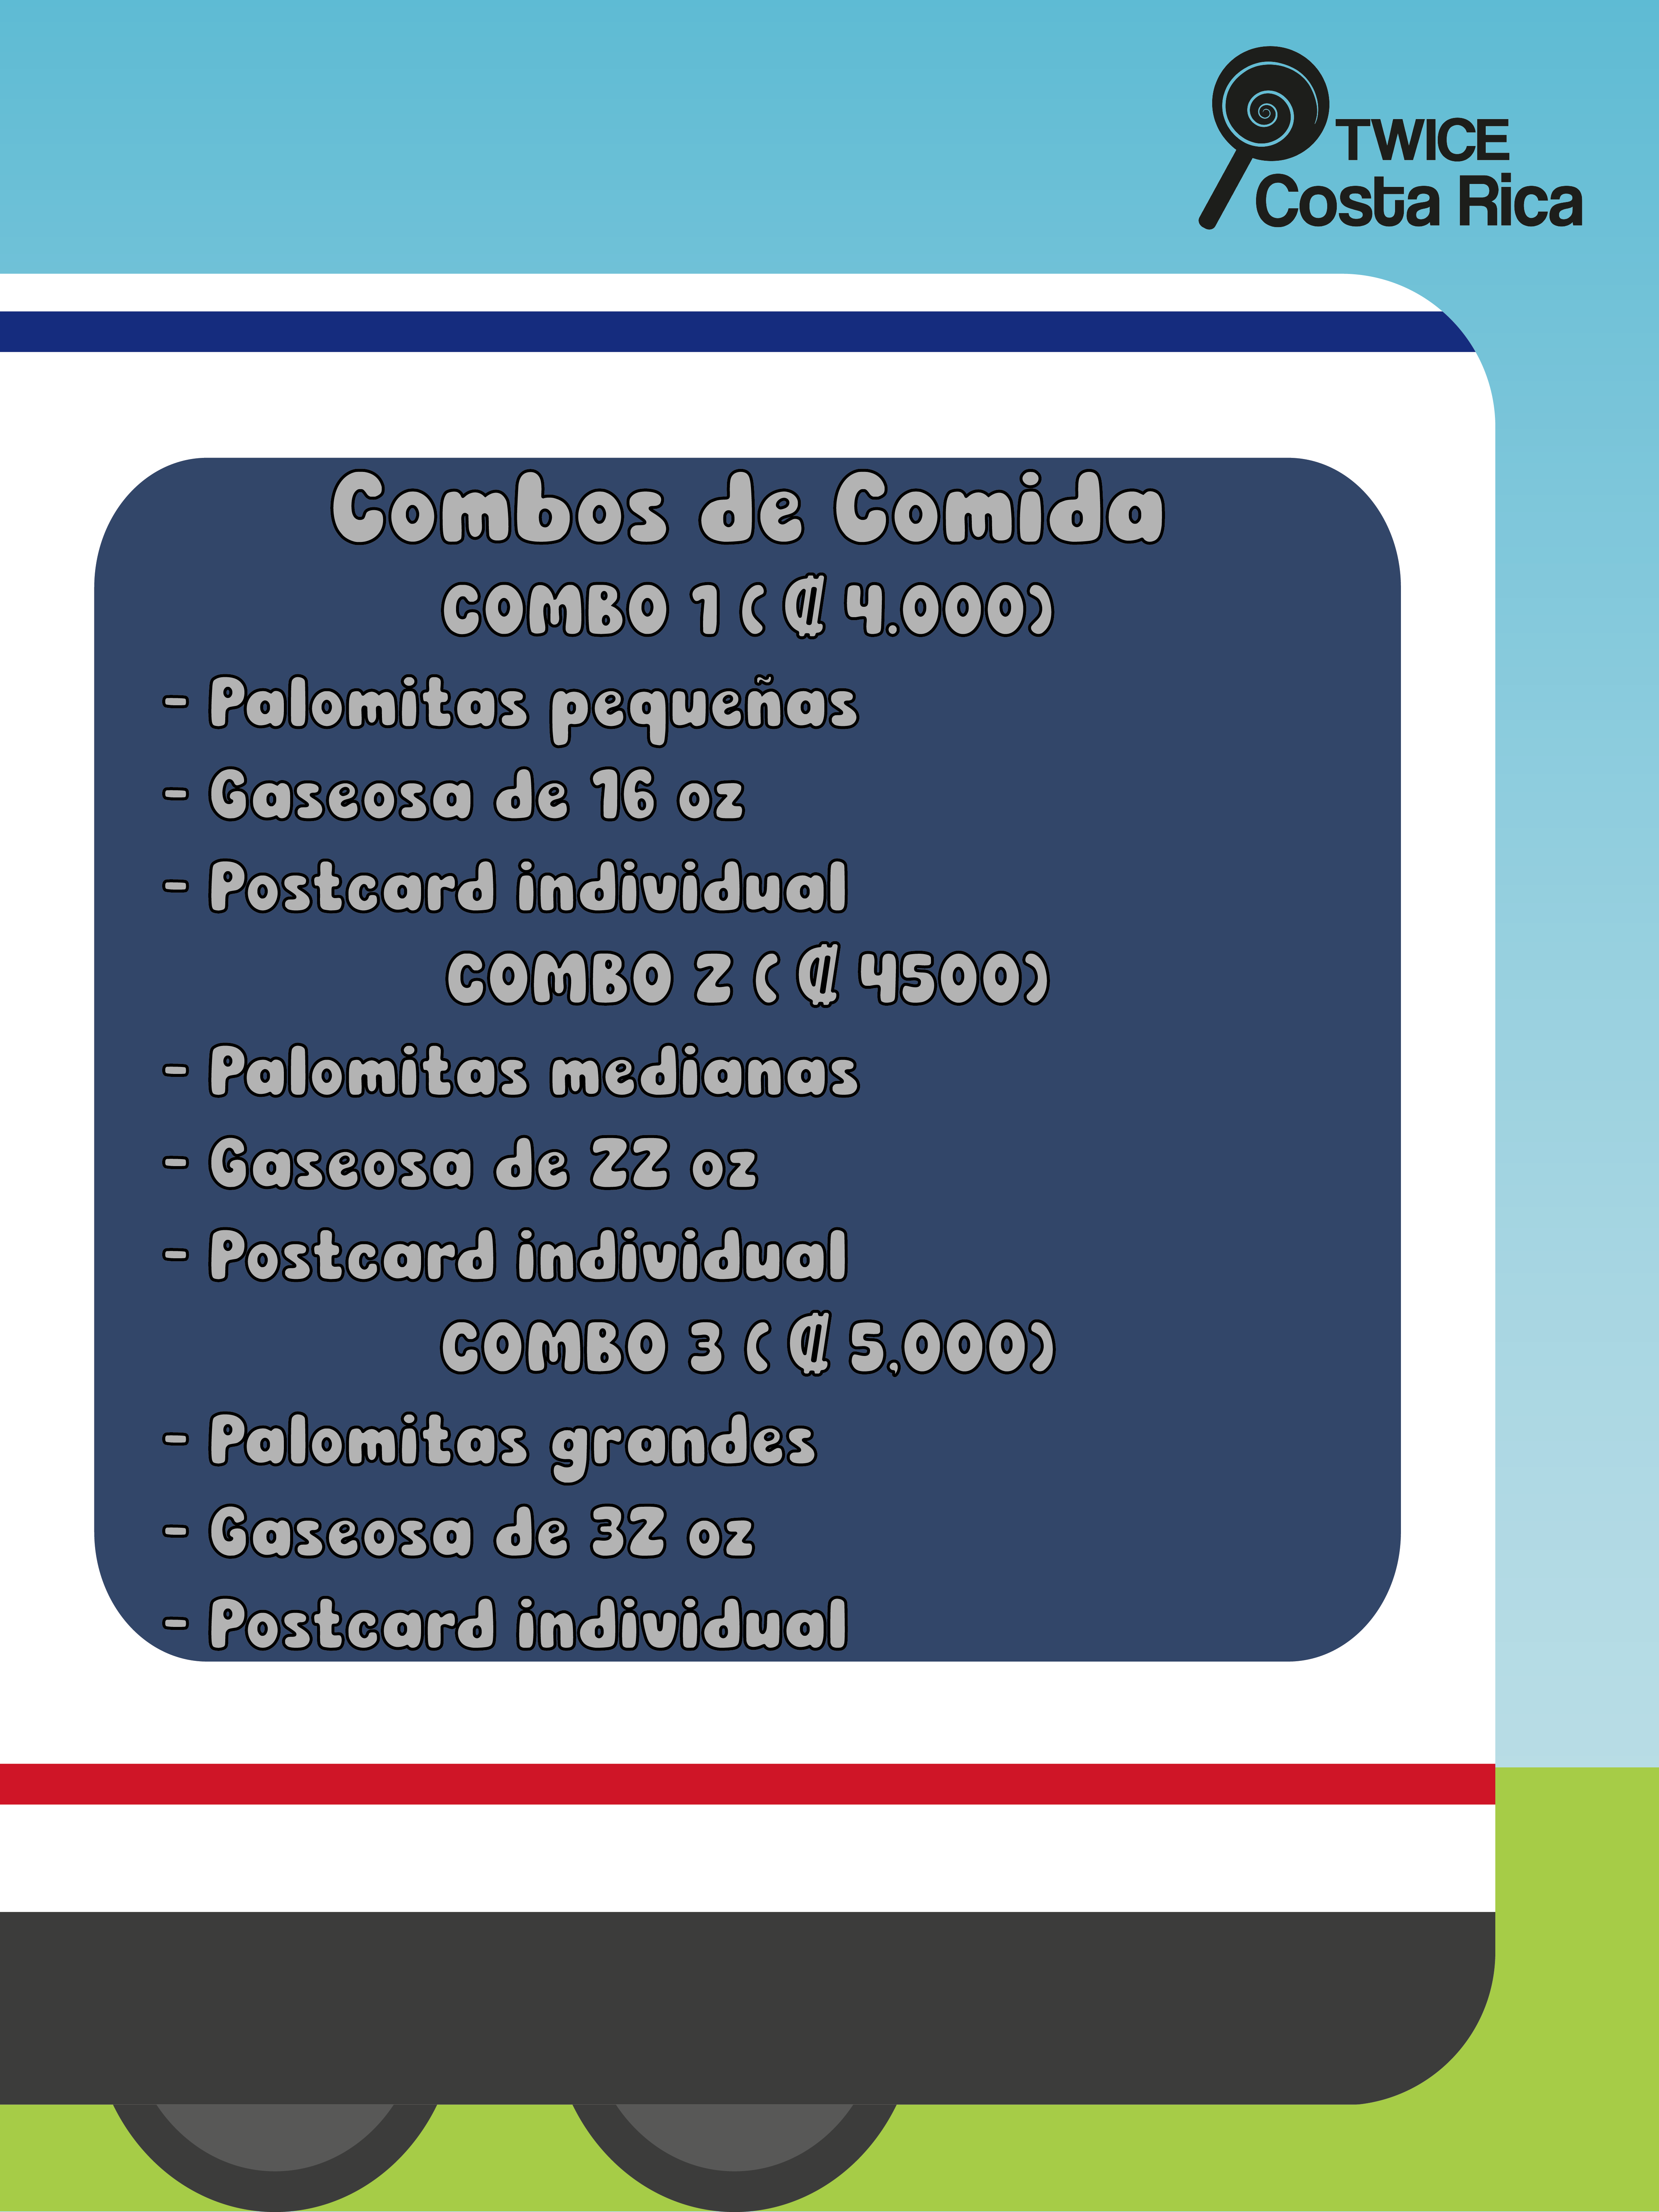 TWICE
Costa Rica
Combos de Comida
COMBO 1 ( ₡ 4.000)
- Palomitas pequeñas
- Gaseosa de 16 oz
- Postcard individual
COMBO 2 ( ₡ 4500)
- Palomitas medianas
- Gaseosa de 22 oz
- Postcard individual
COMBO 3 ( ₡ 5,000)
- Palomitas grandes
- Gaseosa de 32 oz
- Postcard individual